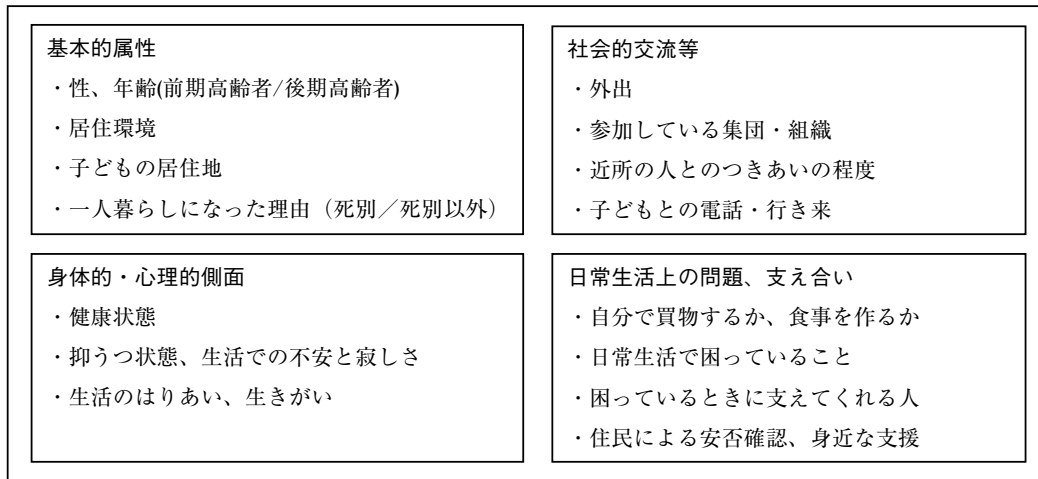 基本的属性
・性、年齢(前期高齢者/後期高齢者)
・居住環境
・子どもの居住地
・一人暮らしになった理由（死別／死別以外）
社会的交流等
・外出
・参加している集団・組織
・近所の人とのつきあいの程度
・子どもとの電話・行き来
身体的・心理的側面
・健康状態
・抑うつ状態、生活での不安と寂しさ
・生活のはりあい、生きがい
日常生活上の問題、支え合い
・自分で買物するか、食事を作るか
・日常生活で困っていること
・困っているときに支えてくれる人
・住民による安否確認、身近な支援